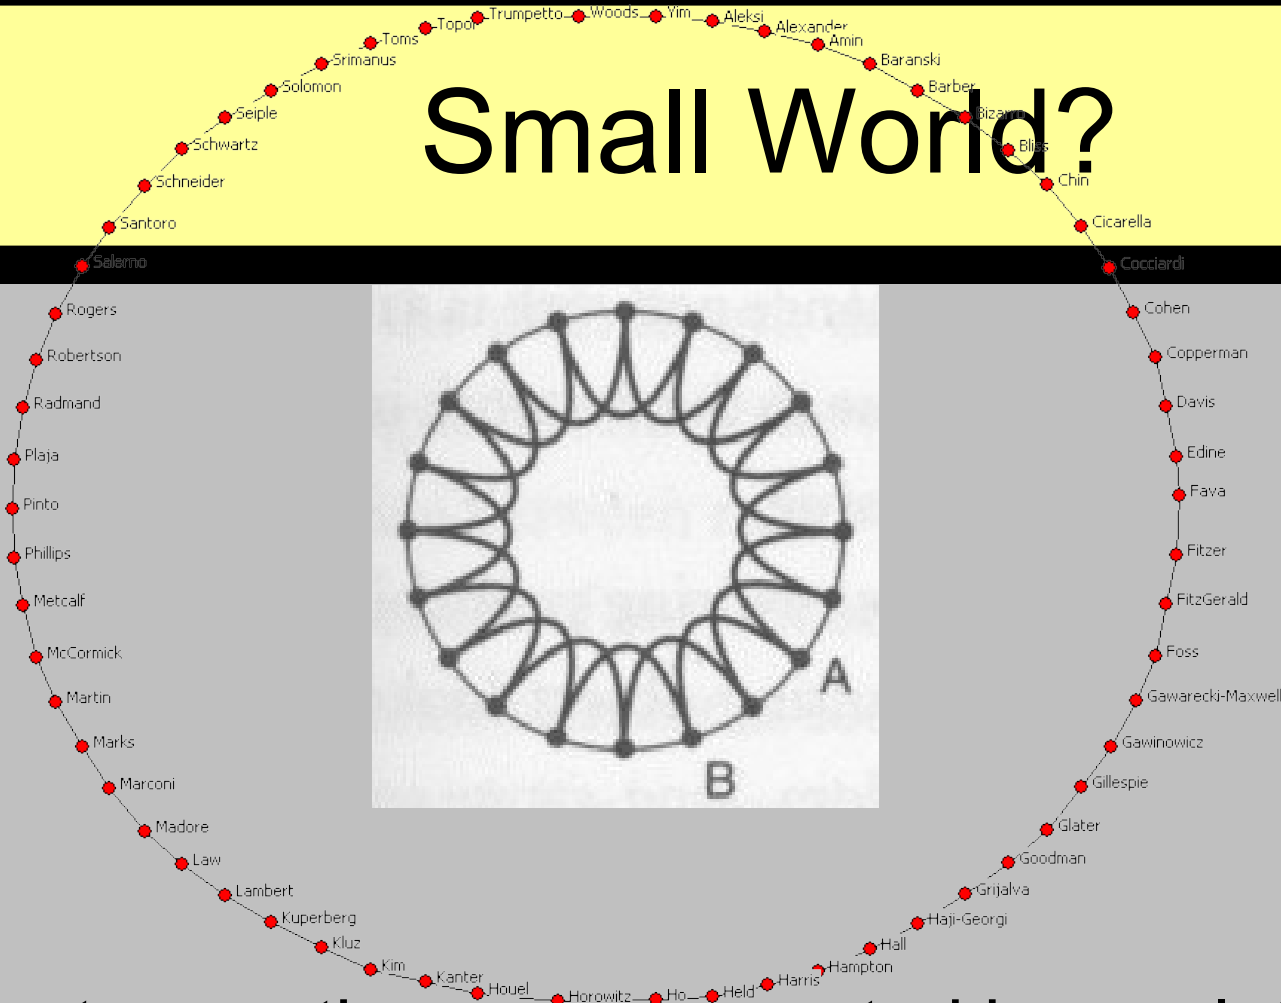 Small World?
Trumpetto
Woods
Yim
Aleksi
Alexander
Amin
Baranski
Barber
Bizarro
Bliss
Chin
Cicarella
Cocciardi
Cohen
Copperman
Davis
Edine
Fava
Fitzer
FitzGerald
Foss
Gawarecki-Maxwell
Gawinowicz
Gillespie
Glater
Goodman
Grijalva
Haji-Georgi
Hall
Hampton
Harris
Held
Ho
Horowitz
Houel
Kanter
Kim
Kluz
Kuperberg
Lambert
Law
Madore
Marconi
Marks
Martin
McCormick
Metcalf
Phillips
Pinto
Plaja
Radmand
Robertson
Rogers
Salerno
Santoro
Schneider
Schwartz
Seiple
Solomon
Srimanus
Toms
Topol
A
B